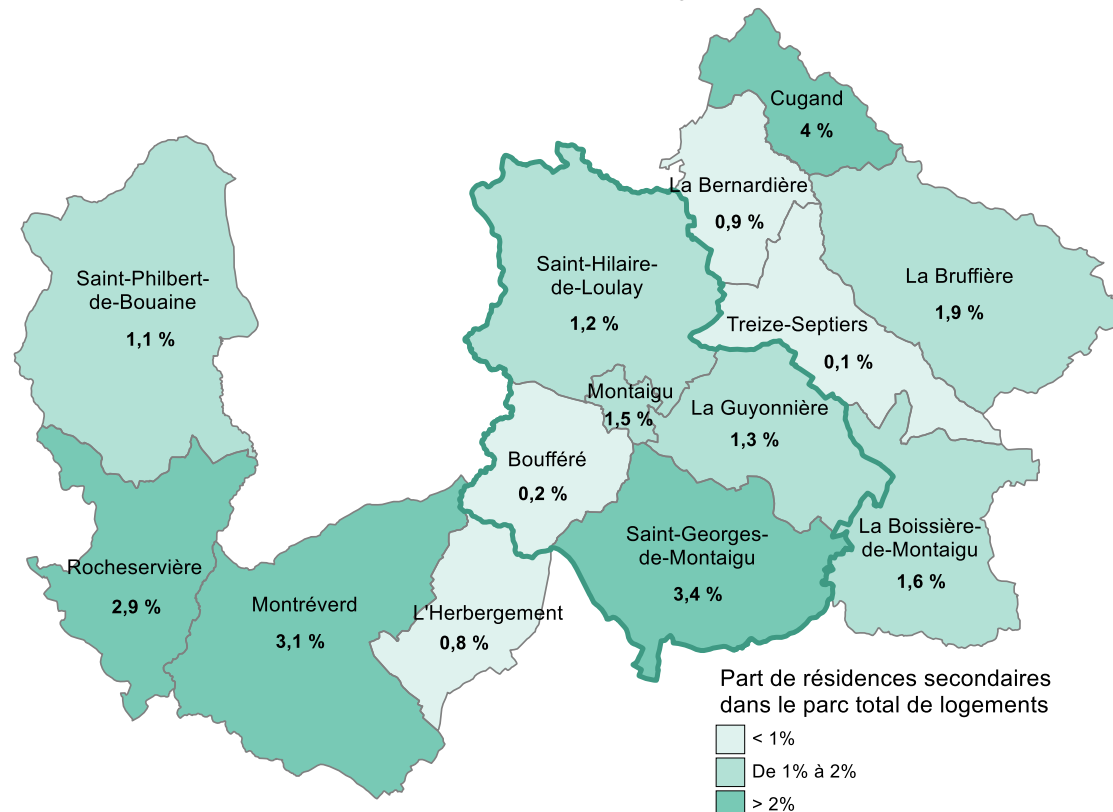 Cugand
4 %
La Bernardière
0,9 %
Saint-Philbert-
de-Bouaine
1,1 %
Saint-Hilaire-
de-Loulay
1,2 %
La Bruffière
1,9 %
Treize-Septiers
0,1 %
Montaigu
1,5 %
La Guyonnière
1,3 %
Boufféré
0,2 %
Saint-Georges-
de-Montaigu
3,4 %
La Boissière-
de-Montaigu
1,6 %
Rocheservière
2,9 %
Montréverd
3,1 %
L'Herbergement
0,8 %
Part de résidences secondaires
dans le parc total de logements
< 1%
De 1% à 2%
> 2%